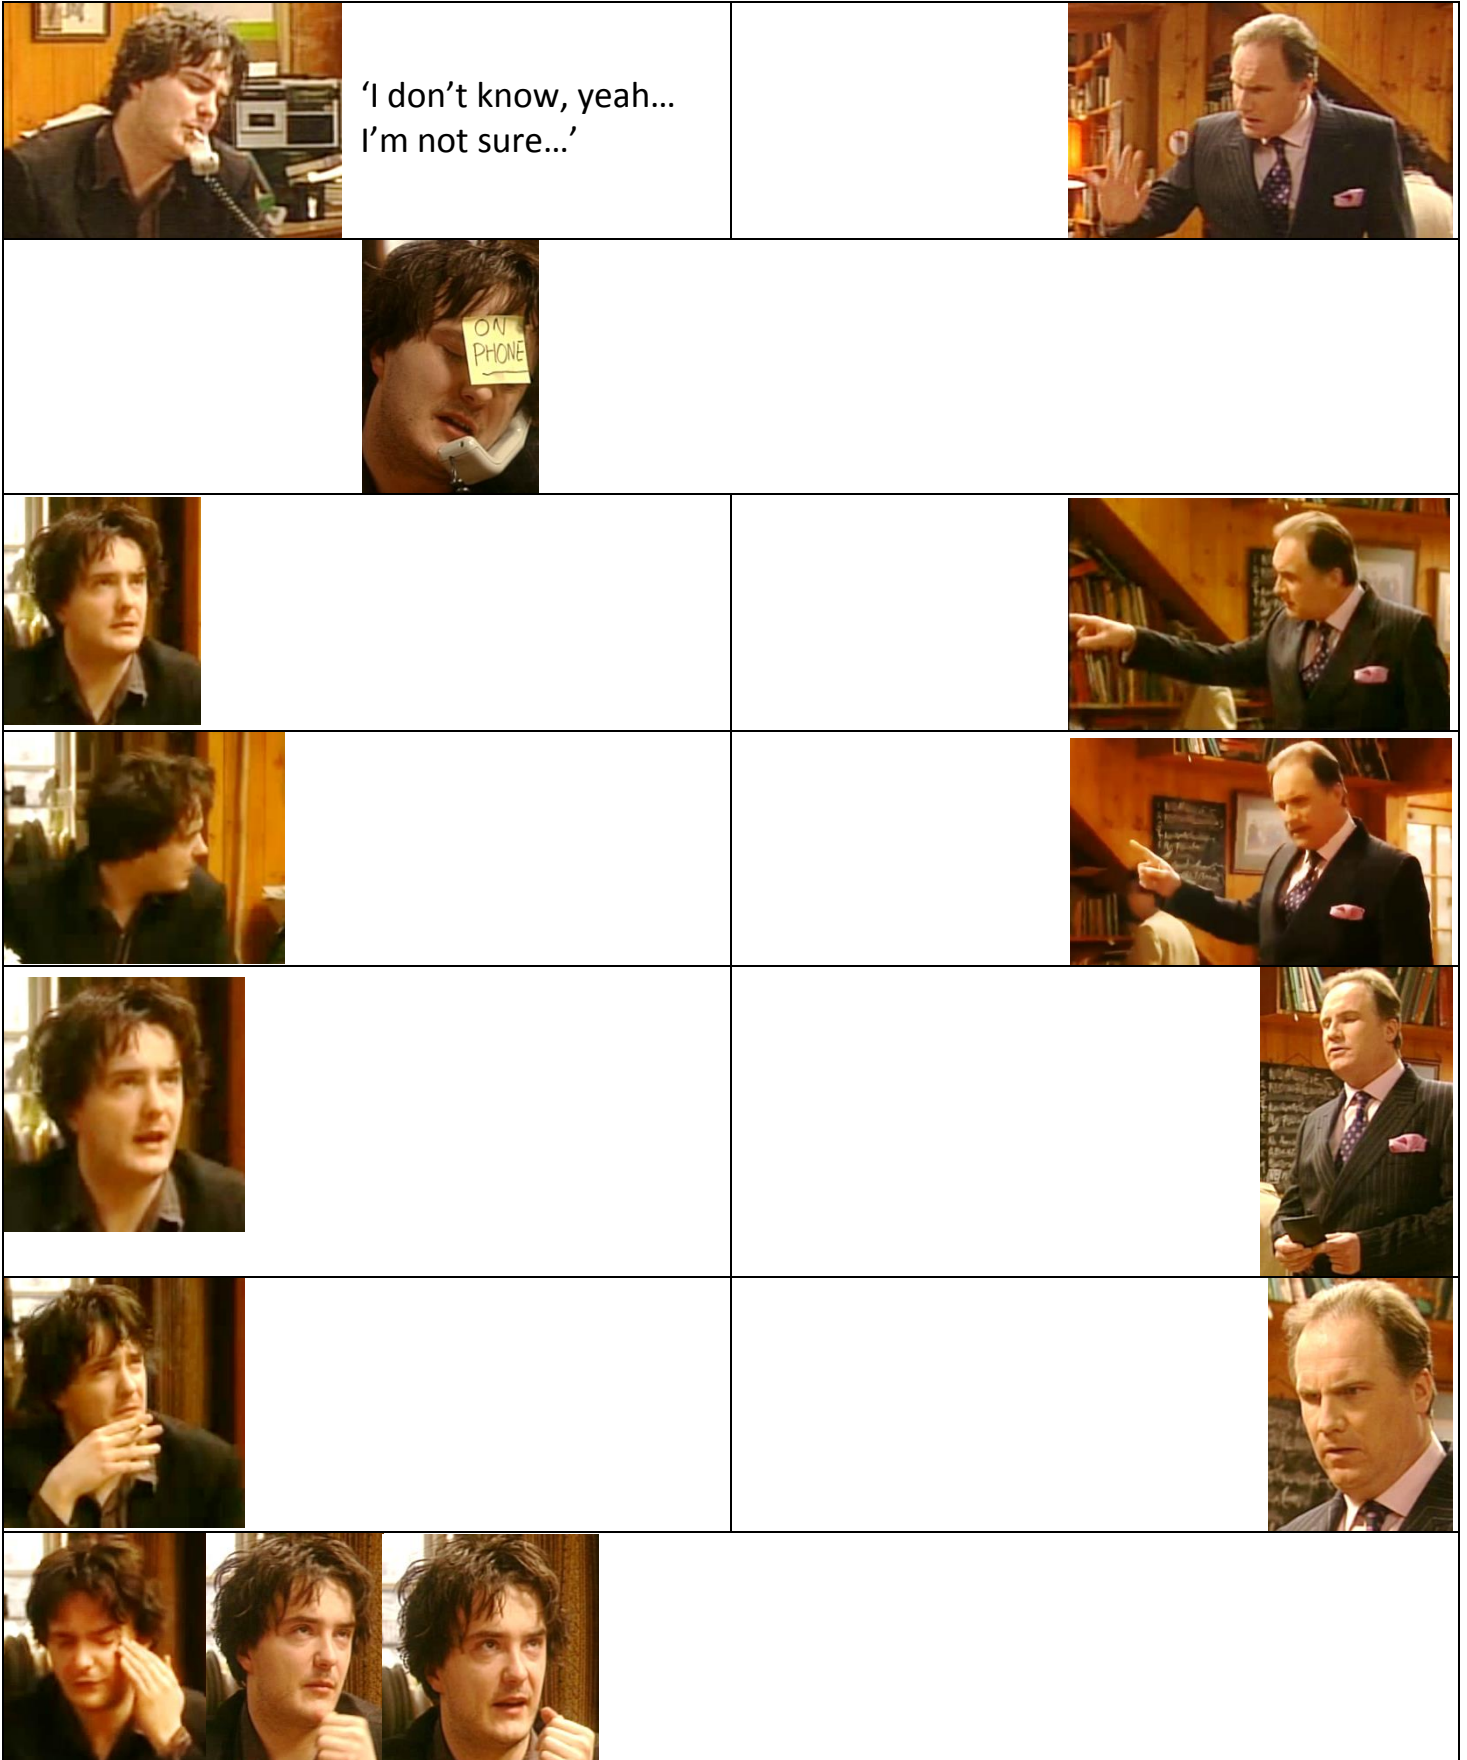 ‘I don’t know, yeah…
I’m not sure…’
ON
PHONE